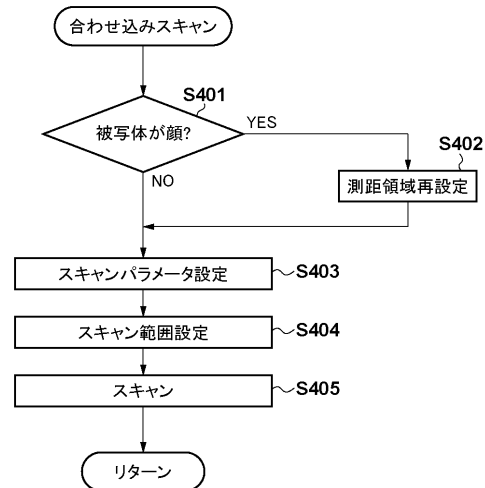 合わせ込みスキャン
S401
被写体が顔?
YES
S402
測距領域再設定
NO
スキャンパラメータ設定
S403
スキャン範囲設定
S404
スキャン
S405
リターン